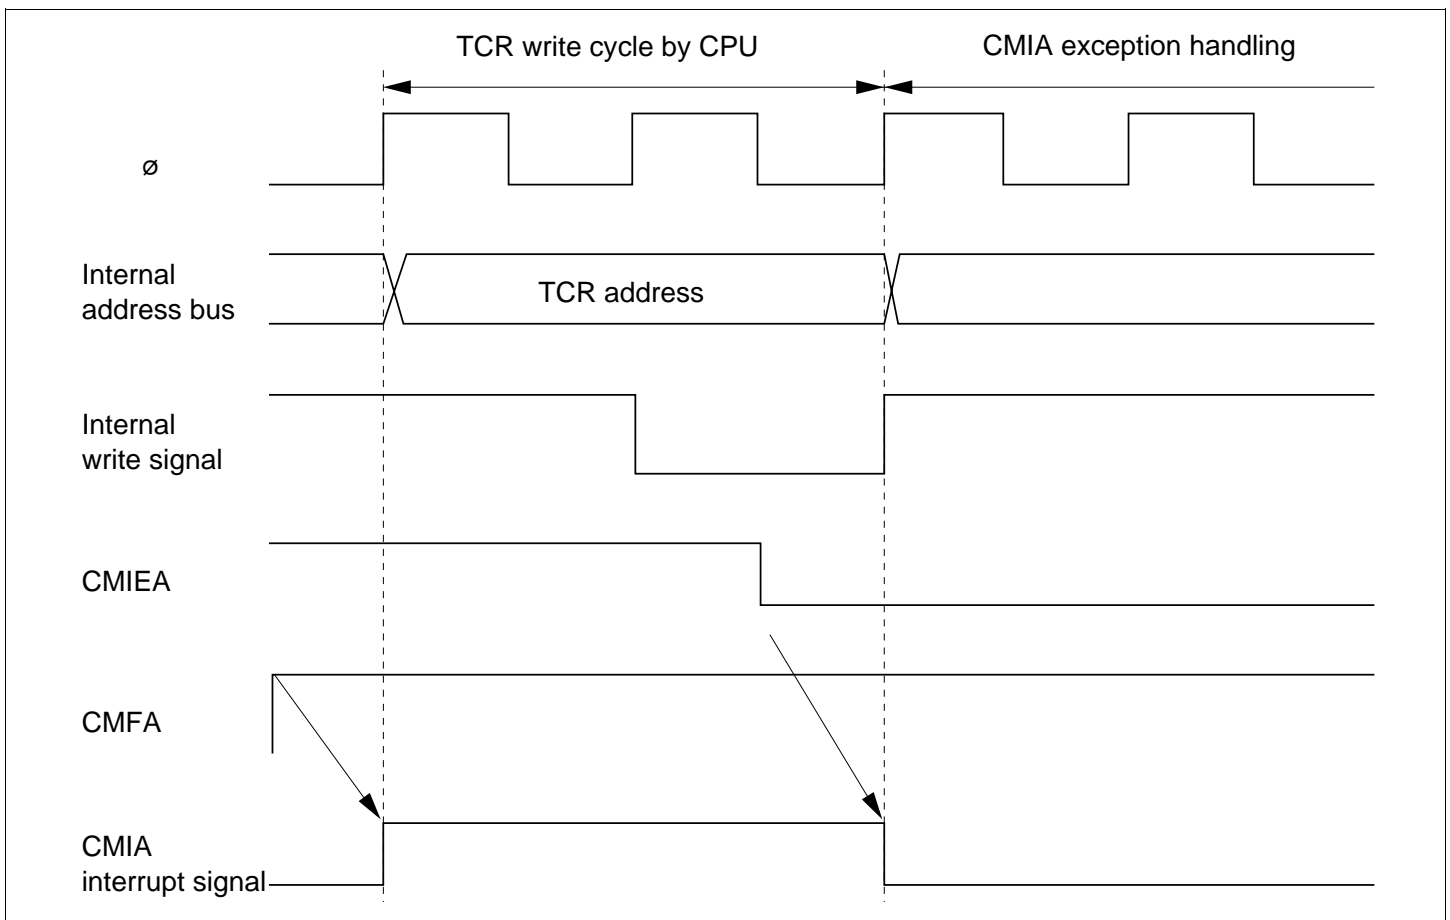 TCR write cycle by CPU
CMIA exception handling
ø
Internal
address bus
TCR address
Internal
write signal
CMIEA
CMFA
CMIA
interrupt signal